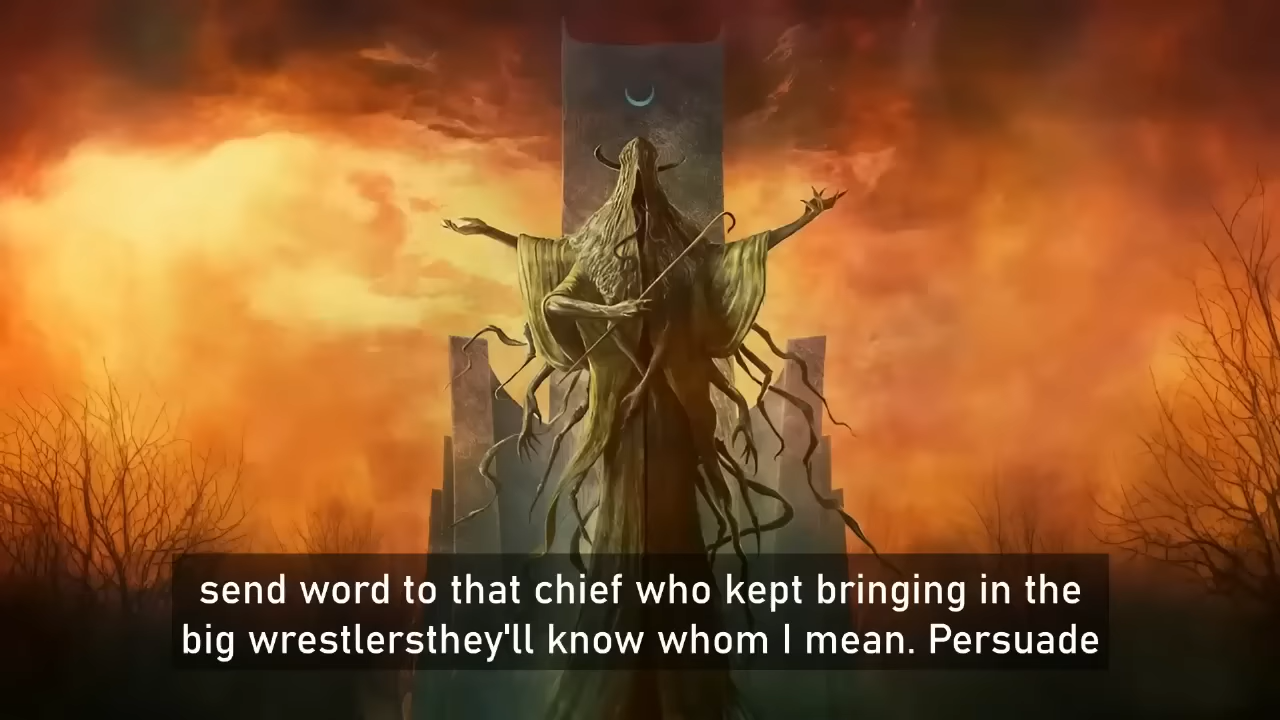 send word to that chief who kept bringing in the
big wrestlersthey'll know whom I mean. Persuade